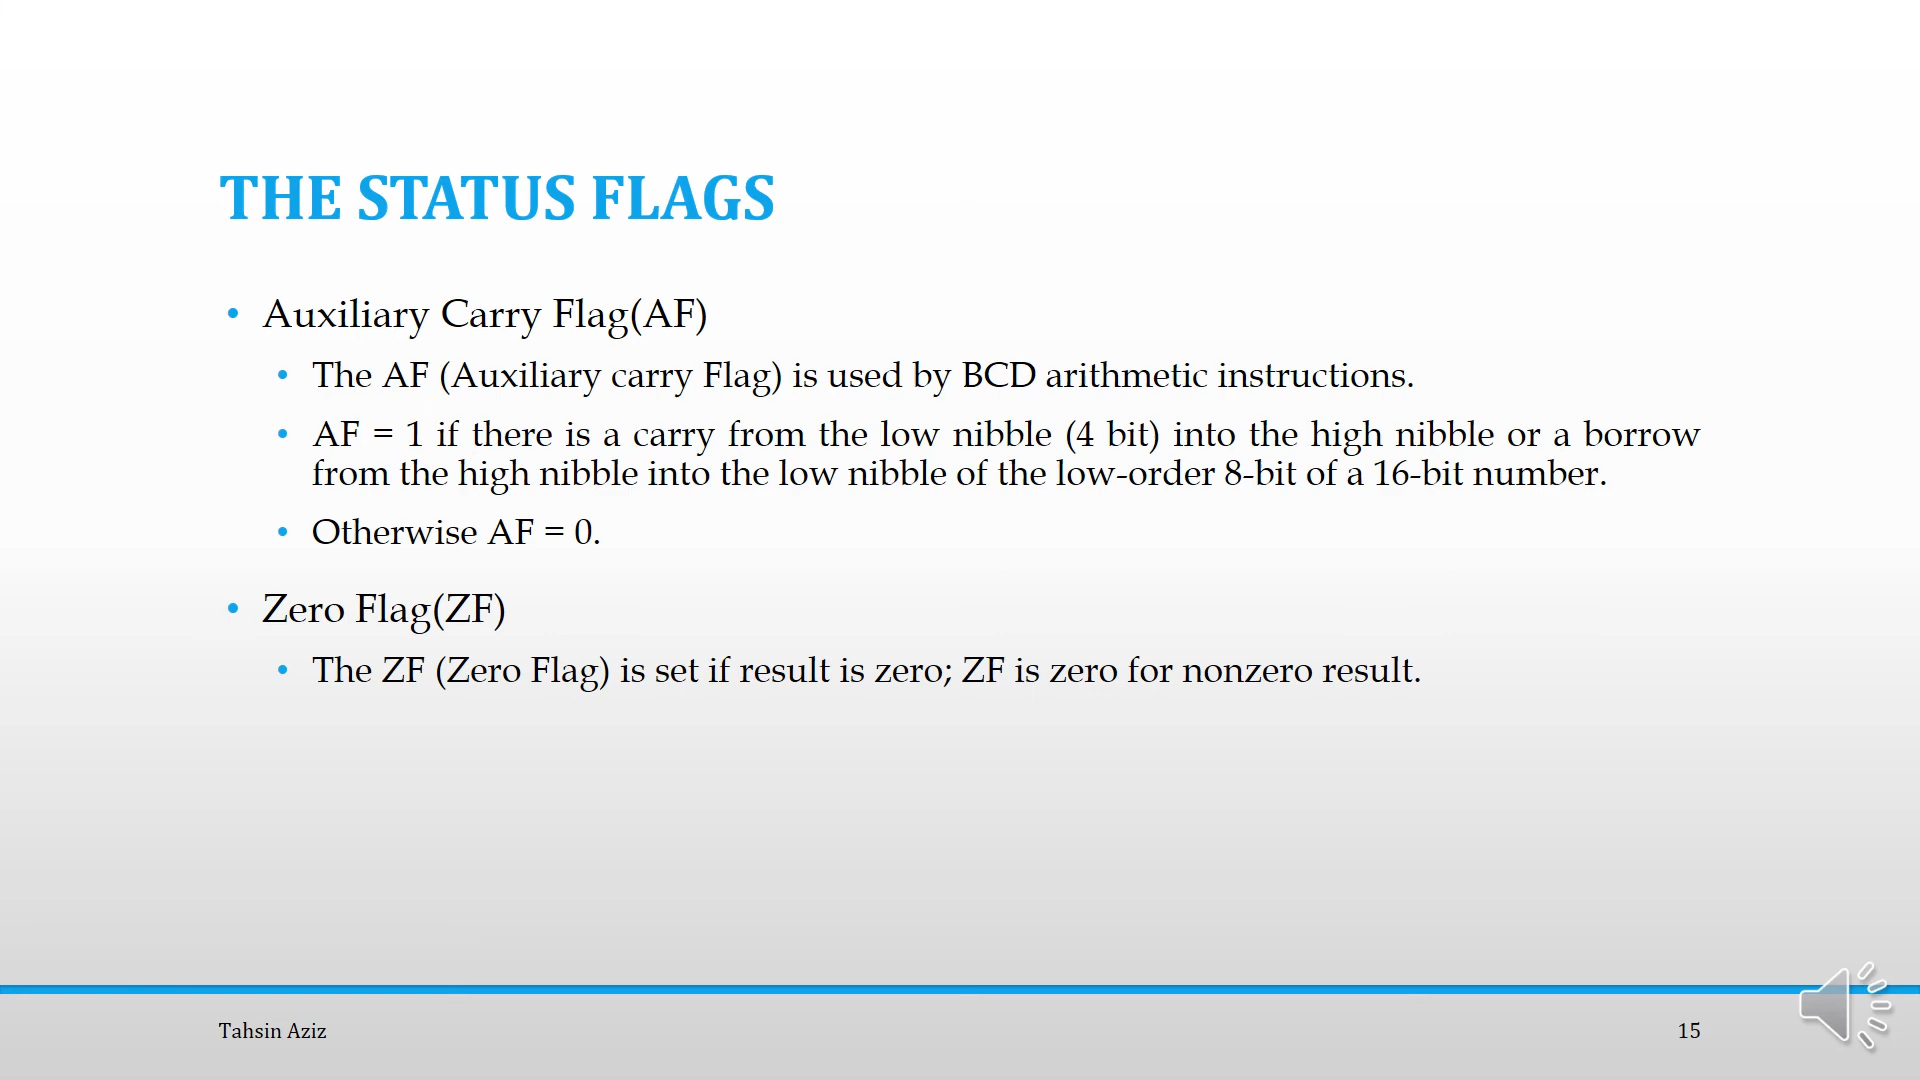 THE STATUS FLAGS
• Auxiliary Carry Flag(AF)
• The AF (Auxiliary carry Flag) is used by BCD arithmetic instructions.
• AF = 1 if there is a carry from the low nibble (4 bit) into the high nibble or a borrow
from the high nibble into the low nibble of the low-order 8-bit of a 16-bit number.
• Otherwise AF = 0.
• Zero Flag(ZF)
• The ZF (Zero Flag) is set if result is zero; ZF is zero for nonzero result.
Tahsin Aziz
15